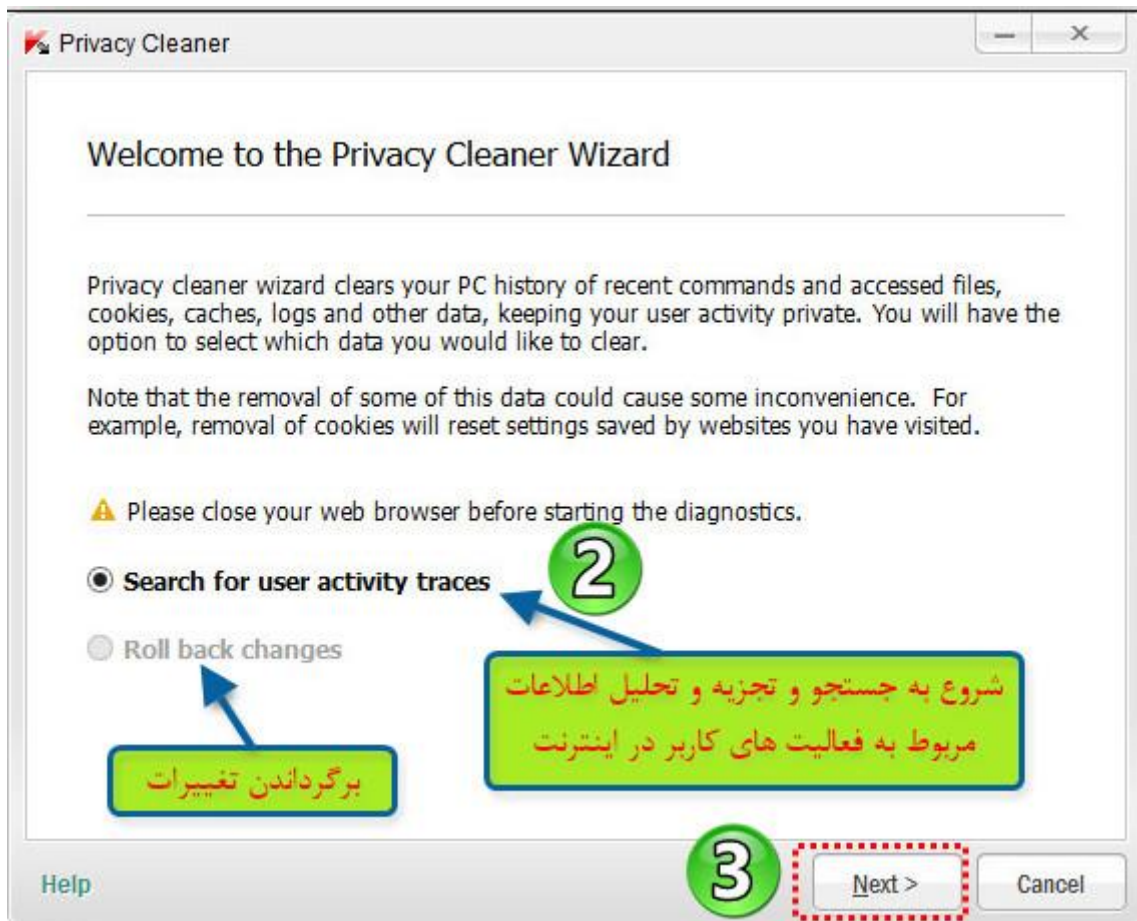 Privacy Cleaner
Welcome to the Privacy Cleaner Wizard
Privacy cleaner wizard clears your PC history of recent commands and accessed files,
cookies, caches, logs and other data, keeping your user activity private. You will have the
option to select which data you would like to clear.
Note that the removal of some of this data could cause some inconvenience. For
example, removal of cookies will reset settings saved by websites you have visited.
Please close your web browser before starting the diagnostics.
2
Search for user activity traces
Roll back changes
شروع به جستجو و تجزیه و تحلیل اطلاعات
مربوط به فعالیت های کاربر در اینترنت
برگرداندن تغییرات
Help
3
Next >
Cancel